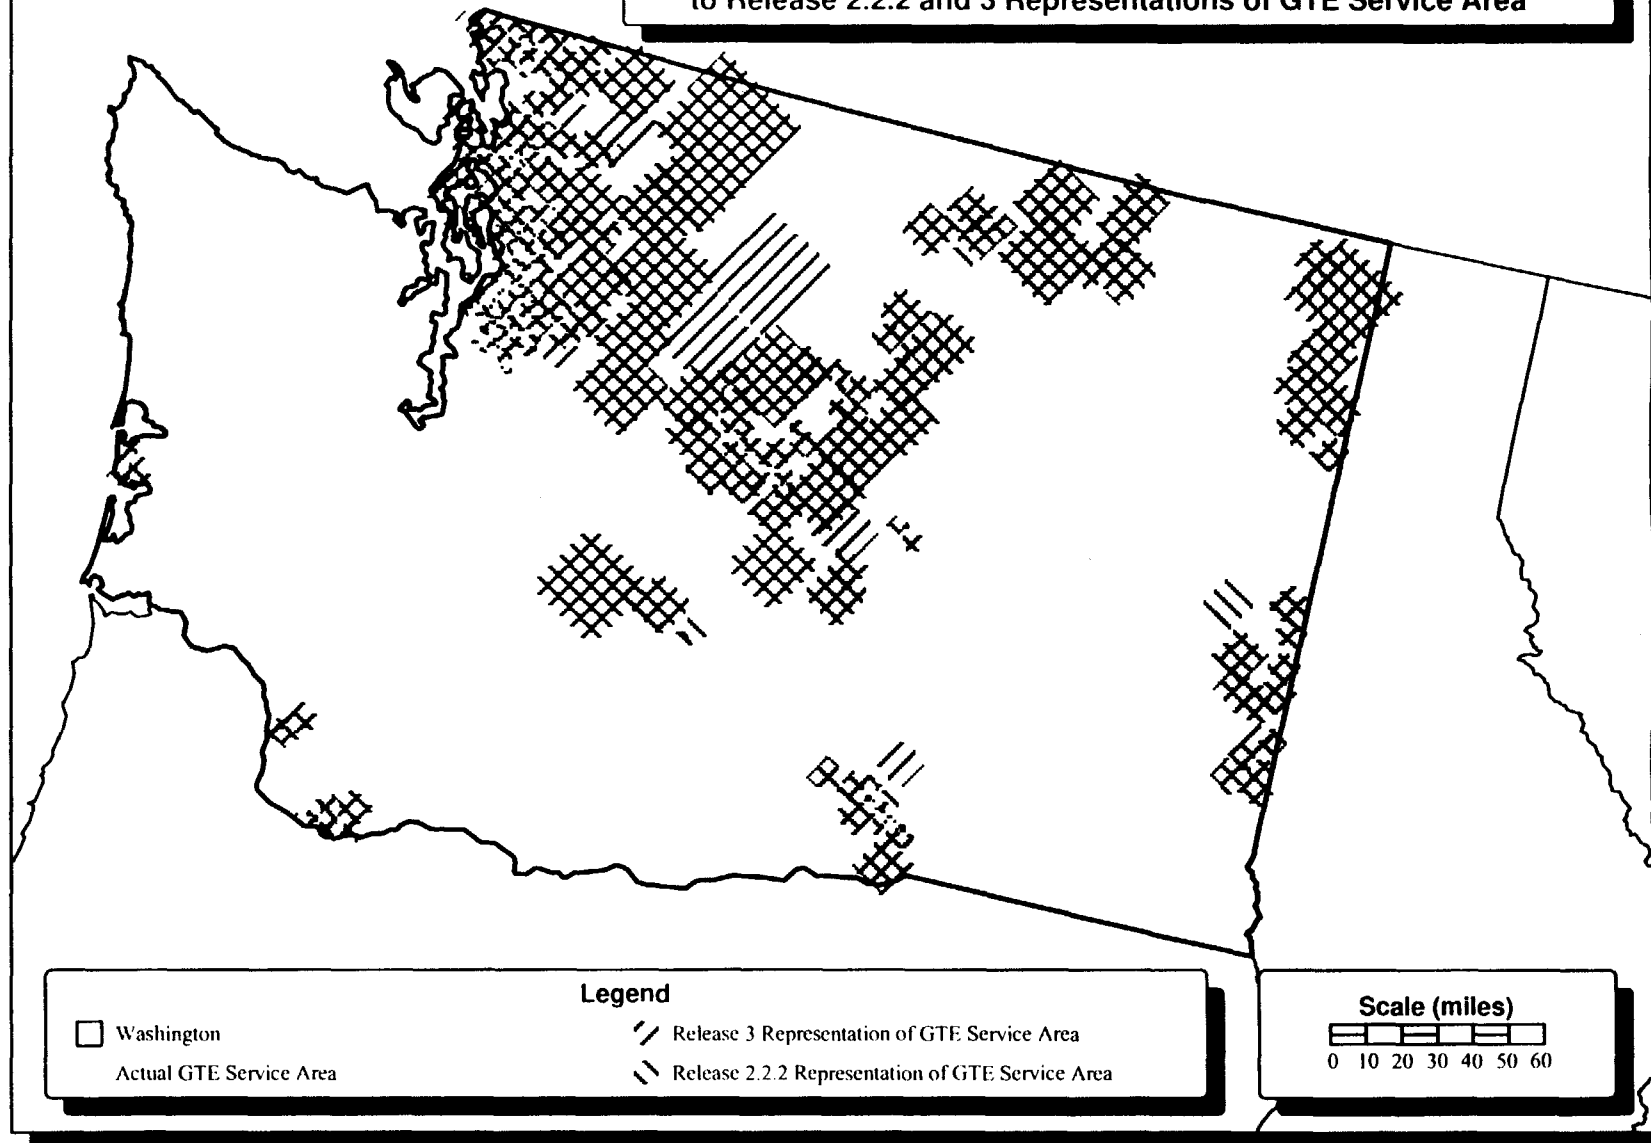 to Release 2.2.2 and 3 Representations of GTE Service Area
Legend
Washington
Release 3 Representation of GTE Service Area
Actual GTE Service Area
Release 2.2.2 Representation of GTE Service Area
Scale (miles)
0 10 20 30 40 50 60